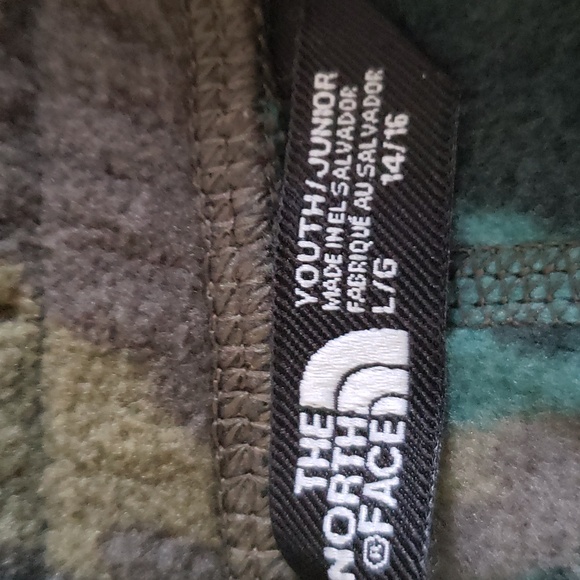 THE
NORTH
FACE®
YOUTH/JUNIOR
MADE IN EL SALVADOR
FABRIQUÉ AU SALVADOR
L/G 14/16